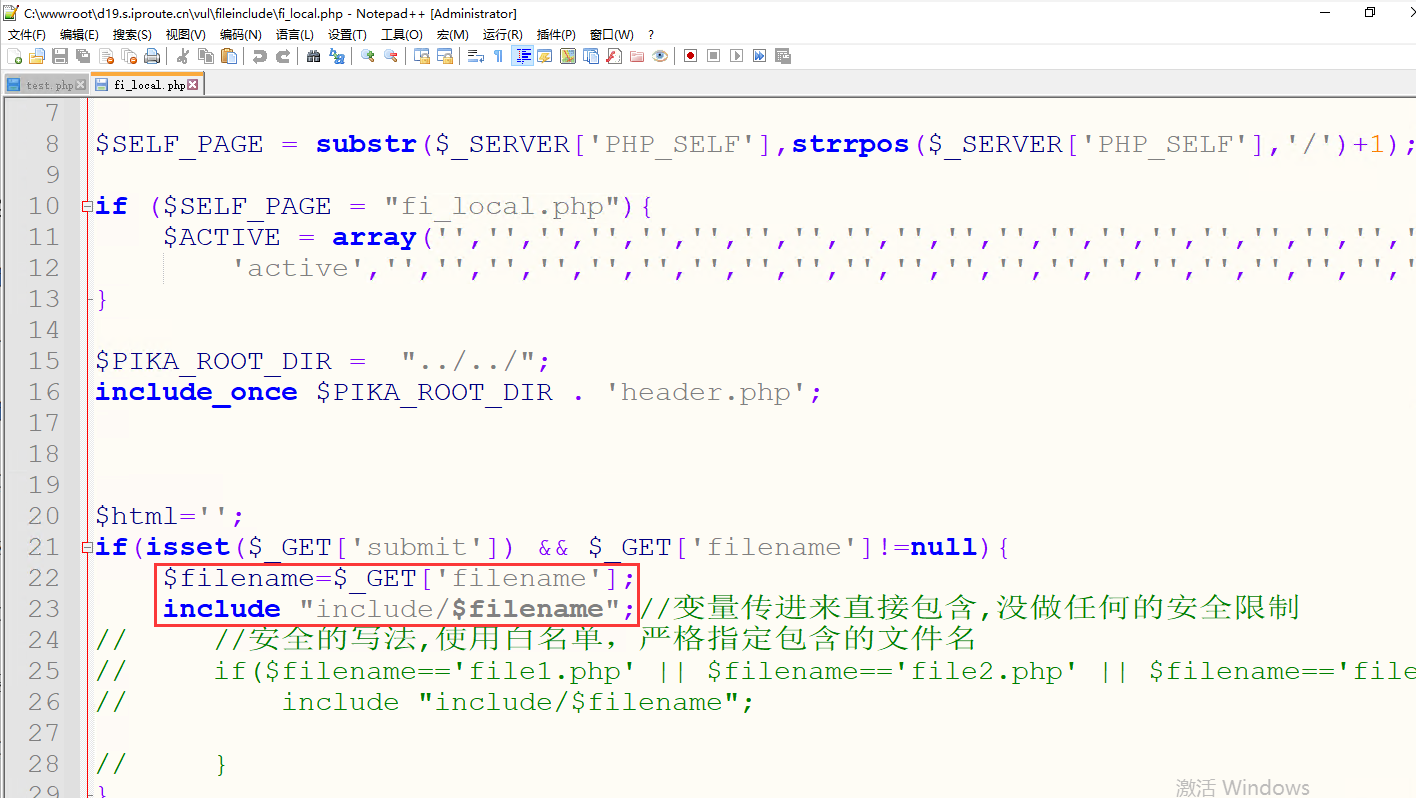 C:\wwwroot\d19.s.iproute.cn\vul\fileinclude\fi_local.php - Notepad++ [Administrator]
文件(F) 编辑(E) 搜索(S) 视图(V) 编码(N) 语言(L) 设置(T) 工具(O) 宏(M) 运行(R) 插件(P) 窗口(W) ?
test.php fi_local.php
7
8 $SELF_PAGE = substr($_SERVER['PHP_SELF'],strrpos($_SERVER['PHP_SELF'],'/')+1);
9
10 if ($SELF_PAGE = "fi_local.php"){
11 $ACTIVE = array('','','','','','','','','','','','','','','','','','','','
12 'active','','','','','','','','','','','','','','','','','','','','','
13 }
14
15 $PIKA_ROOT_DIR = "../../";
16 include_once $PIKA_ROOT_DIR . 'header.php';
17
18
19
20 $html='';
21 if(isset($_GET['submit']) && $_GET['filename']!=null){
22 $filename=$_GET['filename'];
23 include "include/$filename";//变量传进来直接包含,没做任何的安全限制
24 // //安全的写法,使用白名单，严格指定包含的文件名
25 // if($filename=='file1.php' || $filename=='file2.php' || $filename=='file
26 // include "include/$filename";
27
28 // }
29 }
激活 Windows